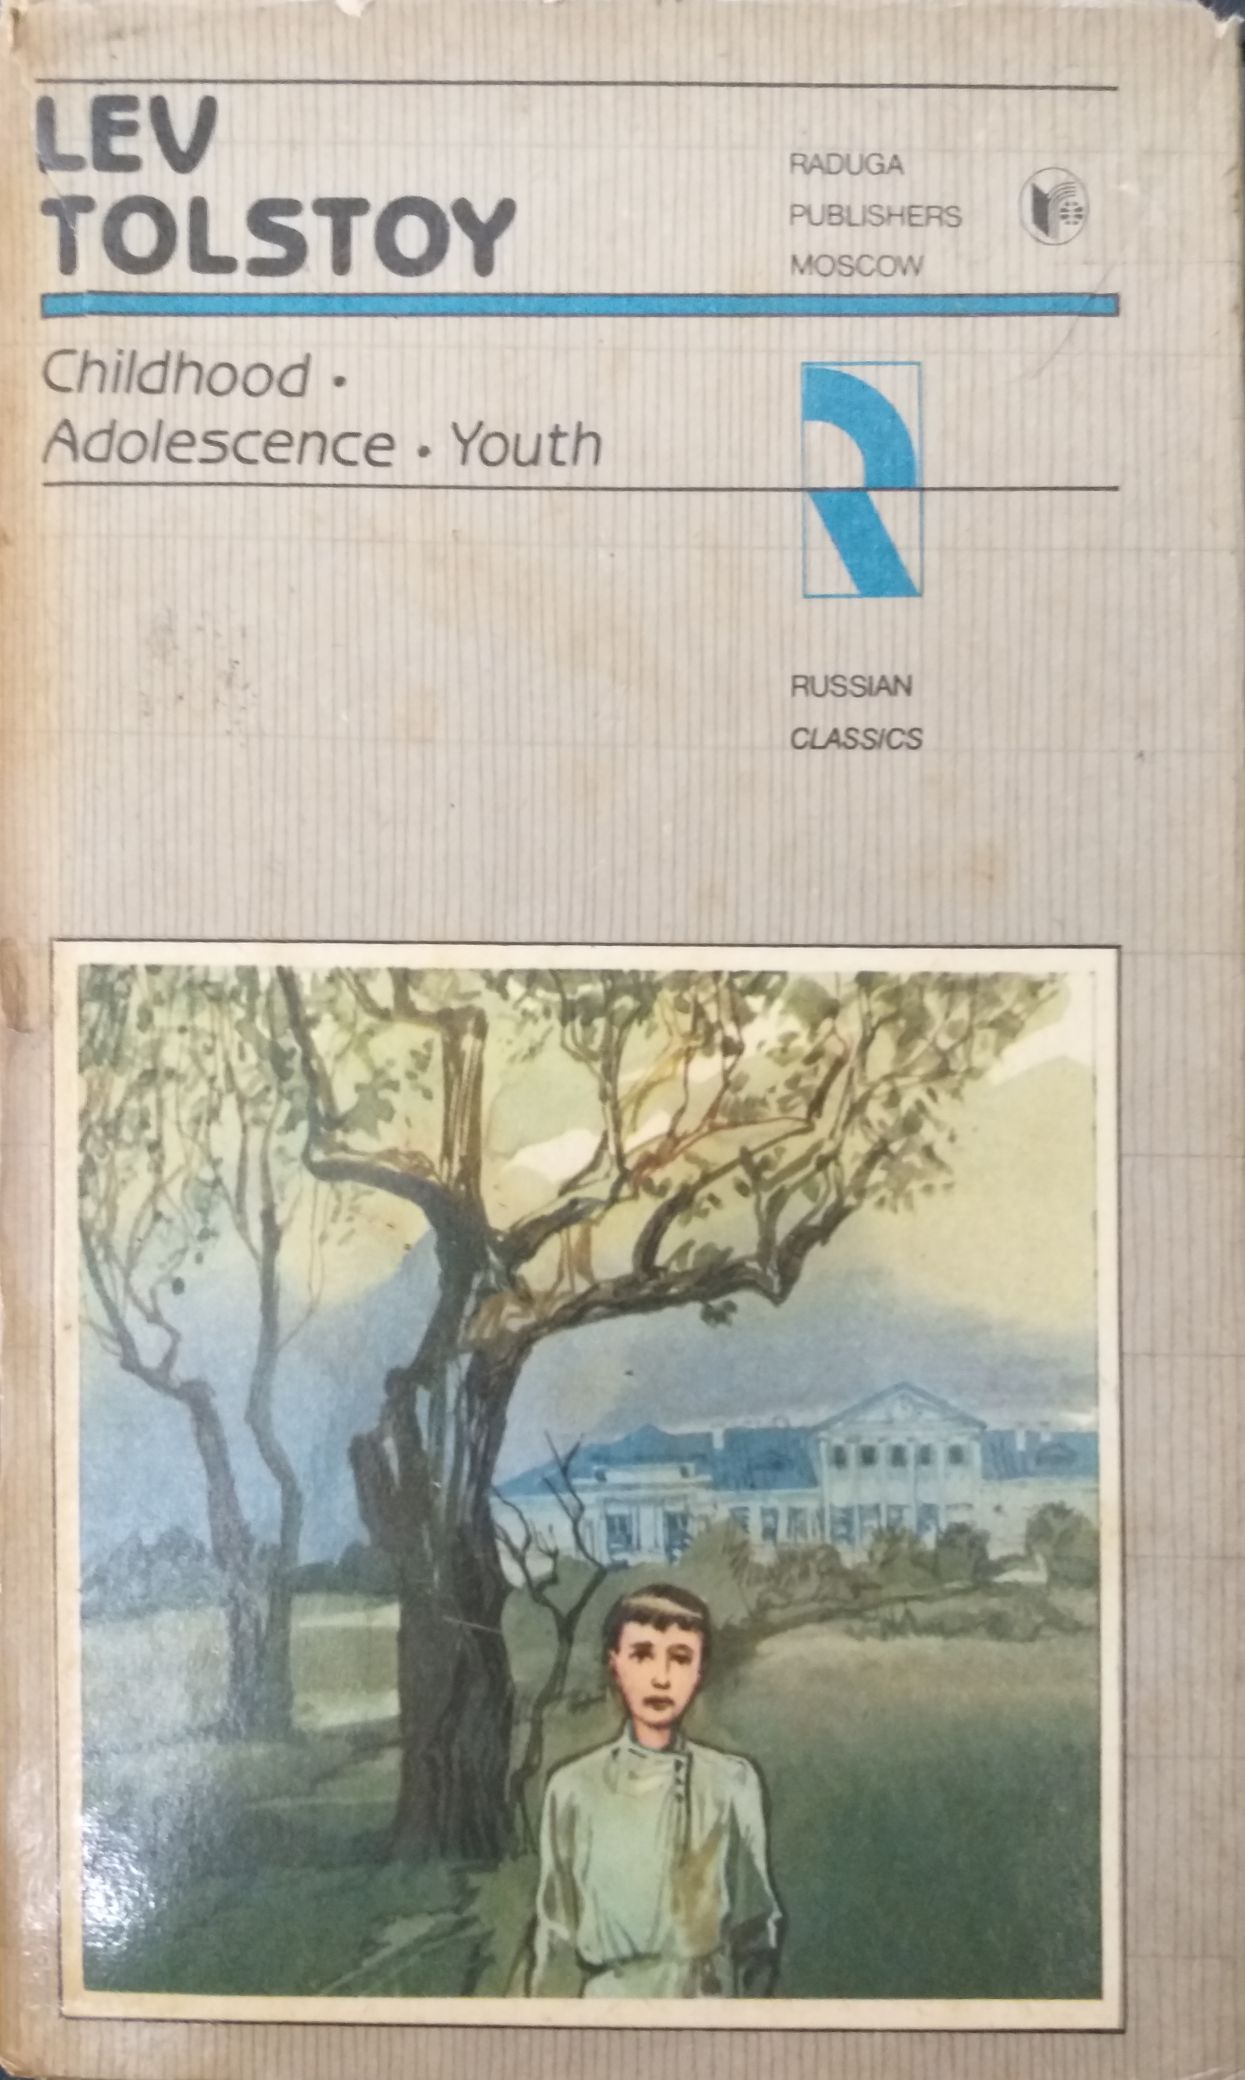 LEV
TOLSTOY
RADUGA
PUBLISHERS
MOSCOW
Childhood •
Adolescence • Youth
R
RUSSIAN
CLASSICS